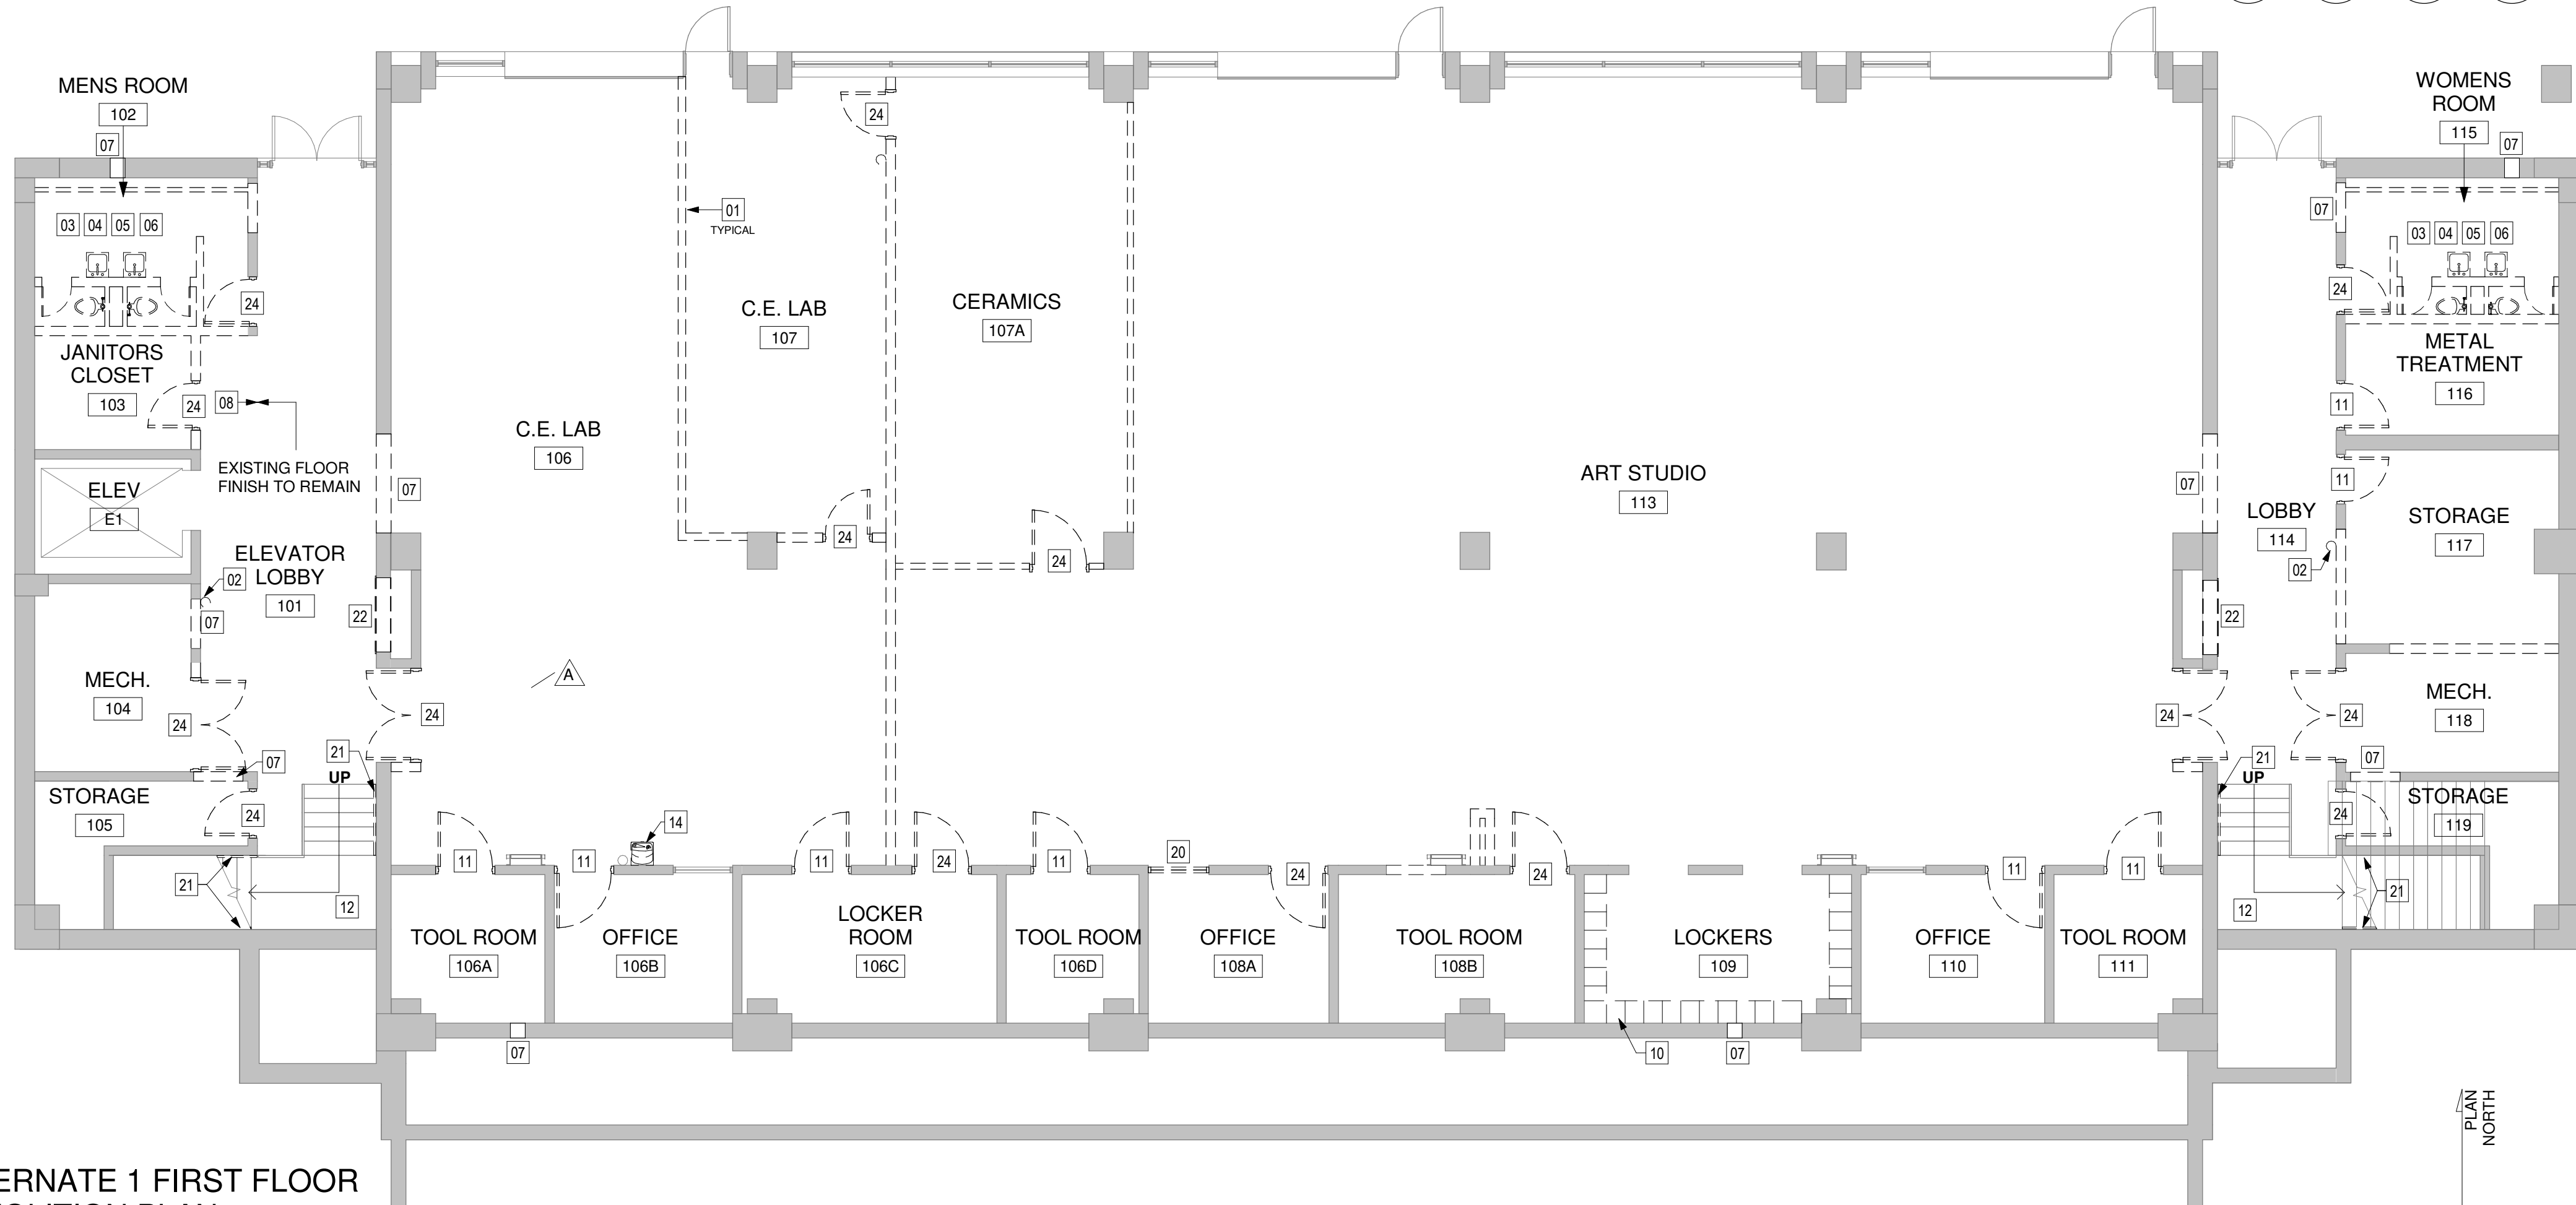 MENS ROOM
102
07
03 04 05 06
24
JANITORS
CLOSET
103
24
08
EXISTING FLOOR
FINISH TO REMAIN
ELEV
E1
ELEVATOR
LOBBY
101
02
07
07
22
MECH.
104
24
24
07
21
UP
STORAGE
105
24
21
12
C.E. LAB
106
A
01
TYPICAL
C.E. LAB
107
24
24
CERAMICS
107A
24
ART STUDIO
113
14
11
11
11
24
11
20
24
24
11
11
TOOL ROOM
106A
OFFICE
106B
LOCKER
ROOM
106C
TOOL ROOM
106D
OFFICE
108A
TOOL ROOM
108B
LOCKERS
109
OFFICE
110
TOOL ROOM
111
07
10
07
WOMENS
ROOM
115
07
07
03 04 05 06
24
METAL
TREATMENT
116
11
11
07
LOBBY
114
STORAGE
117
02
22
MECH.
118
24
24
21
UP
07
STORAGE
119
24
21
12
PLAN
NORTH
ERNATE 1 FIRST FLOOR